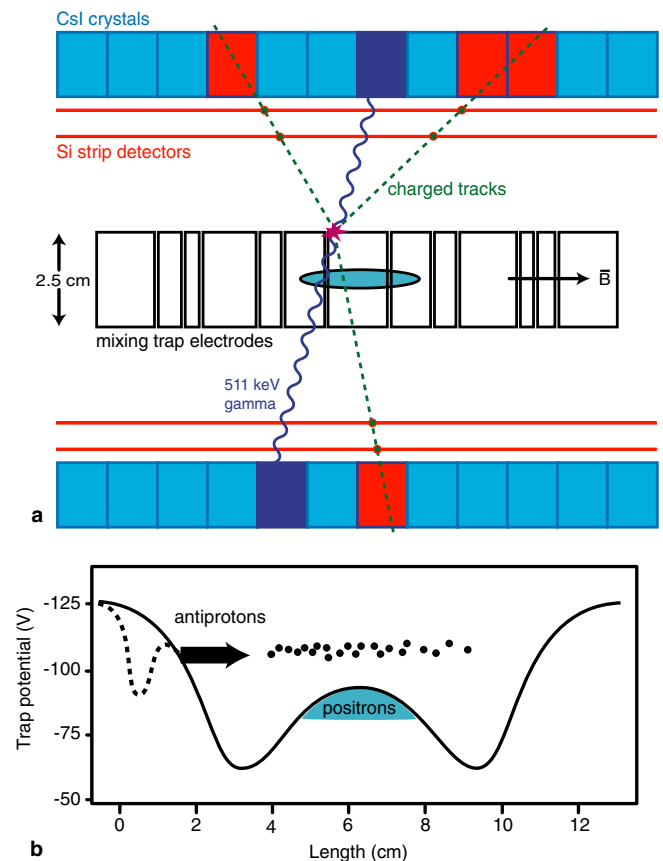 CsI crystals
Si strip detectors
charged tracks
2.5 cm
B̅
mixing trap electrodes
511 keV
gamma
a
-125
-100
-75
-50
Trap potential (V)
antiprotons
positrons
0 2 4 6 8 10 12
Length (cm)
b